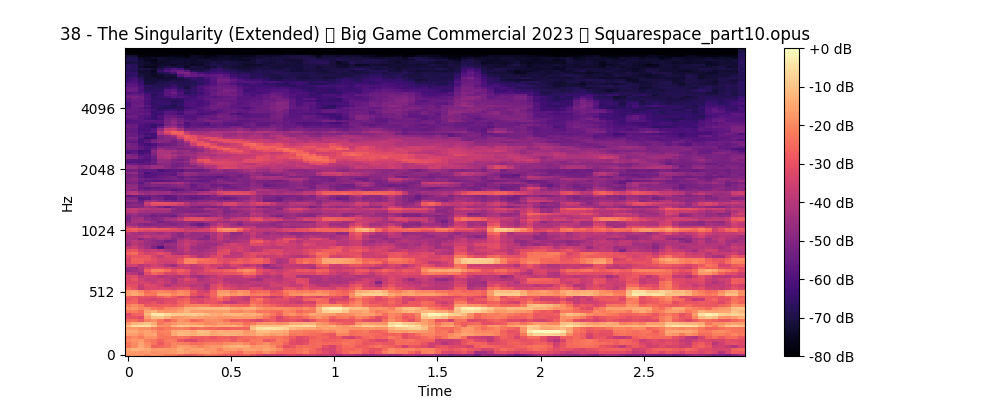 38 - The Singularity (Extended) ▯ Big Game Commercial 2023 ▯ Squarespace_part10.opus
+0 dB
4096
-10 dB
-20 dB
2048
-30 dB
Hz
-40 dB
1024
-50 dB
512
-60 dB
-70 dB
0
-80 dB
0 0.5 1 1.5 2 2.5
Time